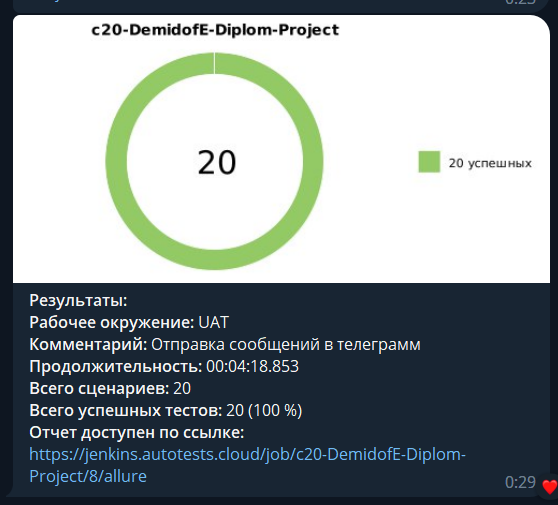 c20-DemidofE-Diplom-Project
20
20 успешных
Результаты:
Рабочее окружение: UAT
Комментарий: Отправка сообщений в телеграмм
Продолжительность: 00:04:18.853
Всего сценариев: 20
Всего успешных тестов: 20 (100 %)
Отчет доступен по ссылке:
https://jenkins.autotests.cloud/job/c20-DemidofE-Diplom-
Project/8/allure
0:29